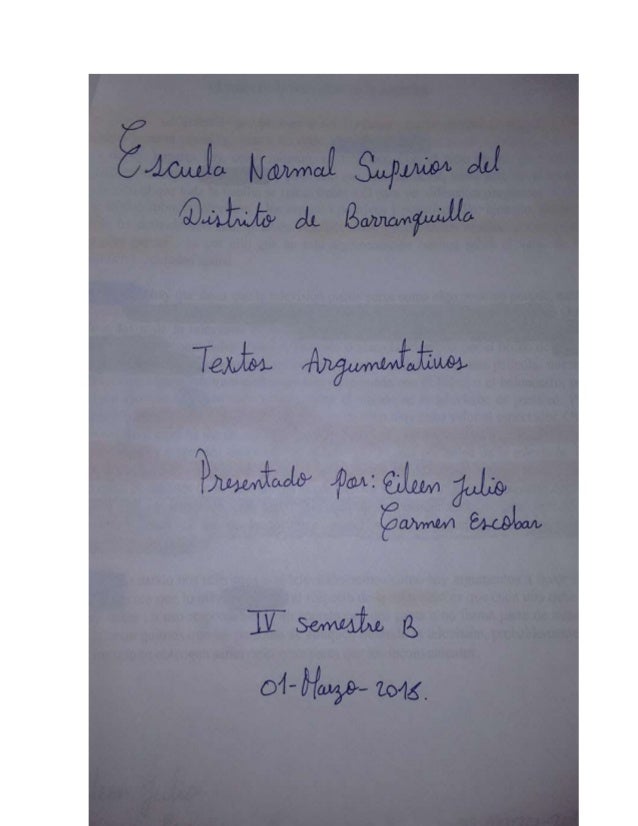 Escuela Normal Superior del
Distrito de Barranquilla
Textos Argumentativos
Presentado por: Eileen Julio
Carmen Escobar
IV semestre B
01-Marzo-2018.